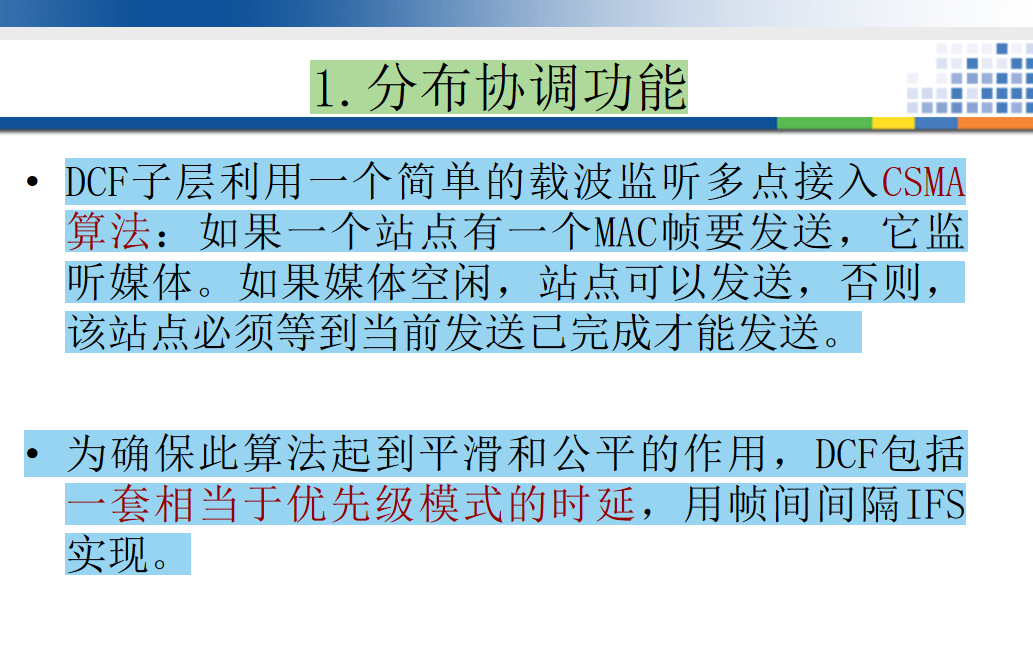 1.分布协调功能
• DCF子层利用一个简单的载波监听多点接入CSMA
算法：如果一个站点有一个MAC帧要发送，它监
听媒体。如果媒体空闲，站点可以发送，否则，
该站点必须等到当前发送已完成才能发送。
• 为确保此算法起到平滑和公平的作用，DCF包括
一套相当于优先级模式的时延，用帧间间隔IFS
实现。